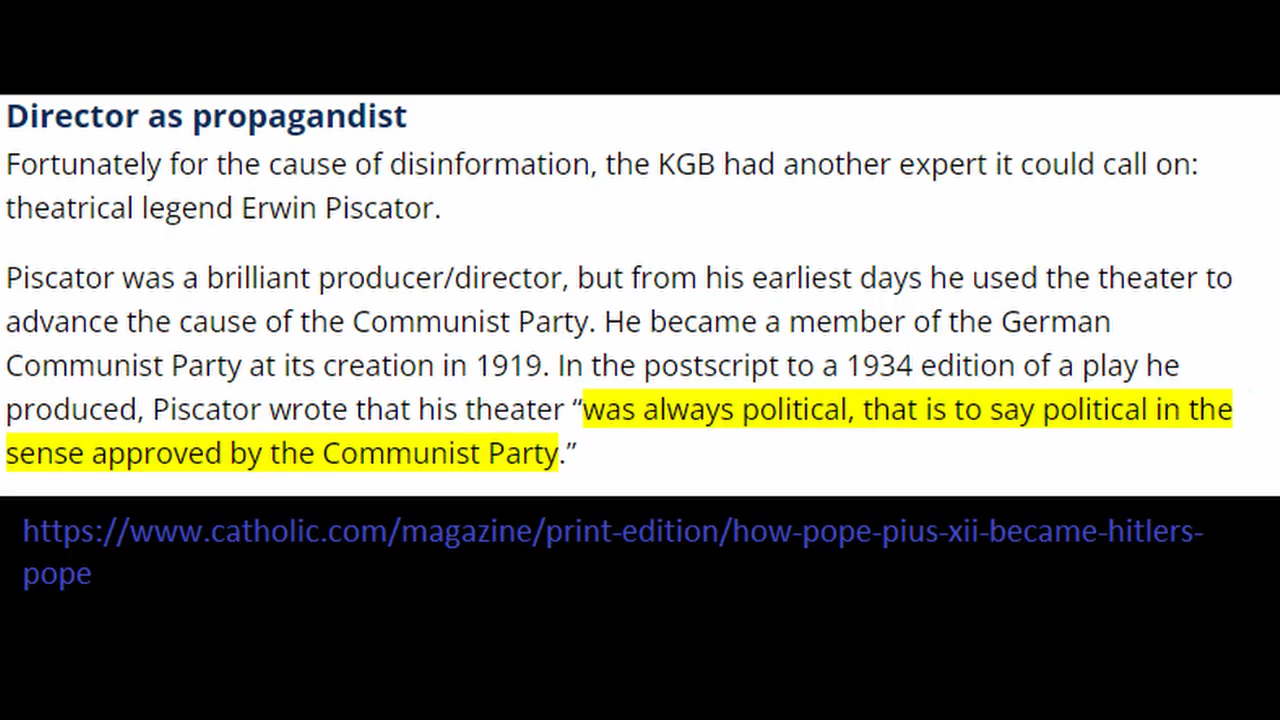 Director as propagandist
Fortunately for the cause of disinformation, the KGB had another expert it could call on:
theatrical legend Erwin Piscator.
Piscator was a brilliant producer/director, but from his earliest days he used the theater to
advance the cause of the Communist Party. He became a member of the German
Communist Party at its creation in 1919. In the postscript to a 1934 edition of a play he
produced, Piscator wrote that his theater “was always political, that is to say political in the
sense approved by the Communist Party.”
https://www.catholic.com/magazine/print-edition/how-pope-pius-xii-became-hitlers-
pope